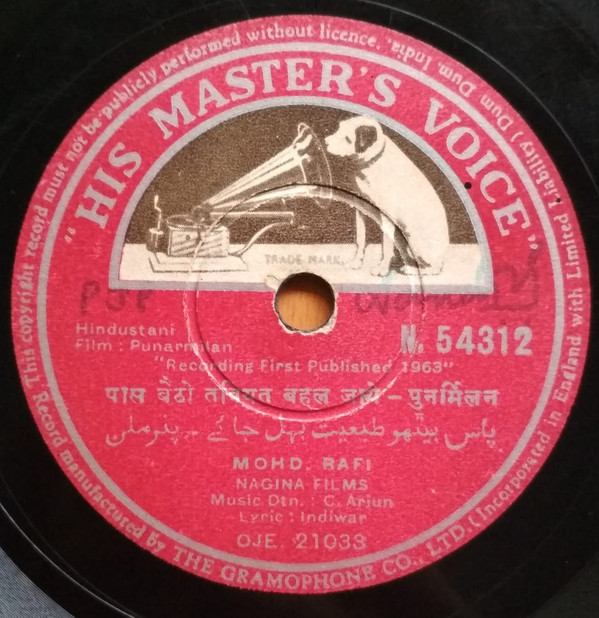 This copyright record must not be publicly performed without licence.
Record manufactured by THE GRAMOPHONE CO., LTD. (Incorporated in England with Limited Liability) Dum Dum, India.
"HIS MASTER'S VOICE"
TRADE MARK.
PJP
Hindustani
Film : Punarmilan
N. 54312
"Recording First Published 1963"
पास बैठो तबियत बहल जाये – पुनर्मिलन
پاس بیٹھو طبعیت بہل جائے ۔ پنرملن
MOHD. RAFI
NAGINA FILMS
Music Dtn. : C. Arjun
Lyric : Indiwar
OJE. 21033